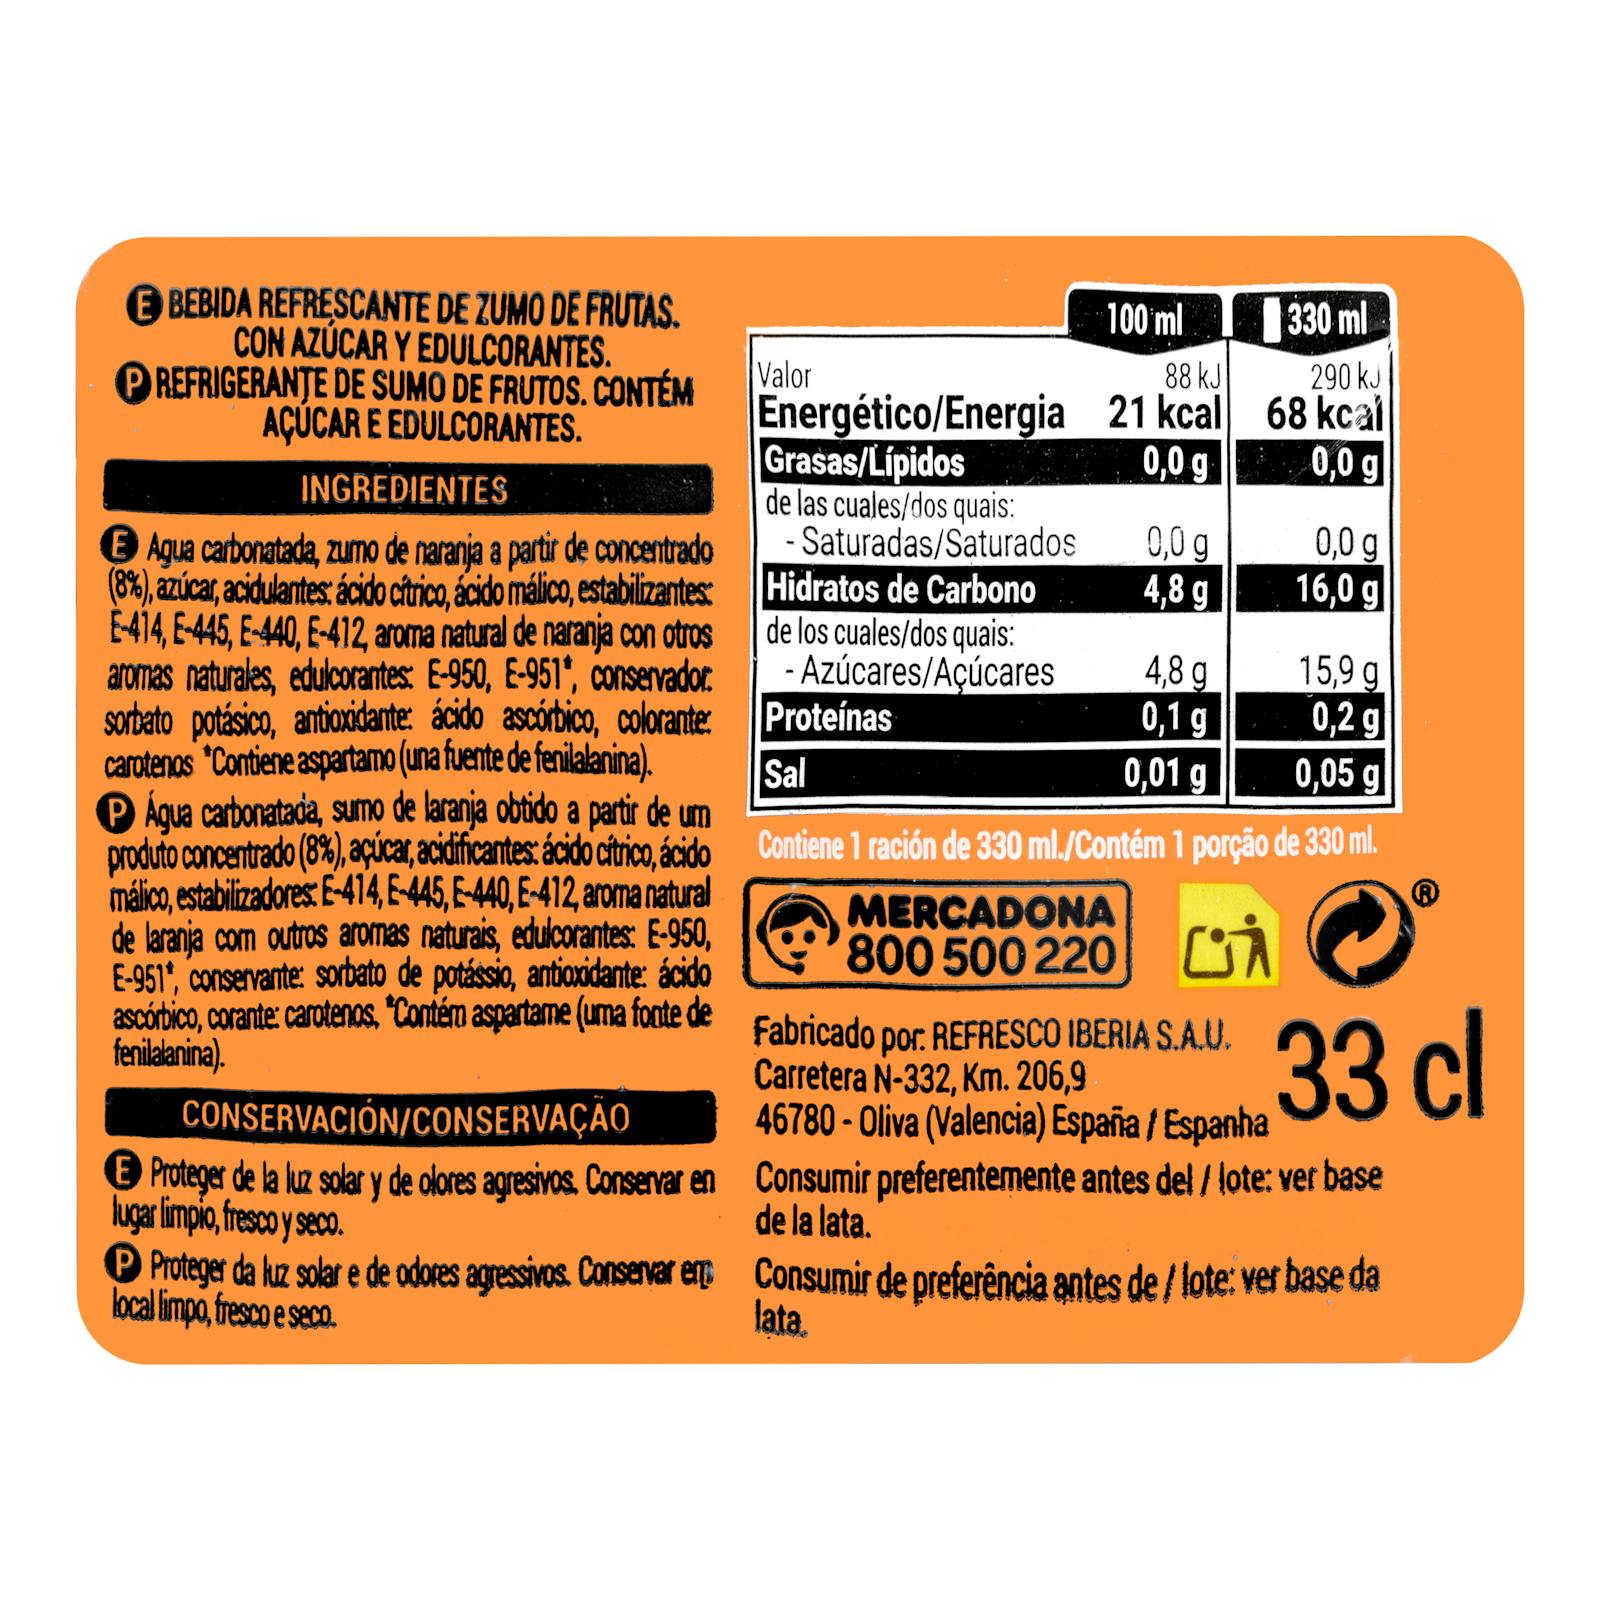 E BEBIDA REFRESCANTE DE ZUMO DE FRUTAS.
CON AZÚCAR Y EDULCORANTES.
P REFRIGERANTE DE SUMO DE FRUTOS. CONTÉM
AÇÚCAR E EDULCORANTES.
INGREDIENTES
E Agua carbonatada, zumo de naranja a partir de concentrado
(8%), azúcar, acidulantes: ácido cítrico, ácido málico, estabilizantes:
E-414, E-445, E-440, E-412, aroma natural de naranja con otros
aromas naturales, edulcorantes: E-950, E-951*, conservador:
sorbato potásico, antioxidante: ácido ascórbico, colorante:
carotenos *Contiene aspartamo (una fuente de fenilalanina).
P Água carbonatada, sumo de laranja obtido a partir de um
produto concentrado (8%), açúcar, acidificantes: ácido cítrico, ácido
málico, estabilizadores: E-414, E-445, E-440, E-412, aroma natural
de laranja com outros aromas naturais, edulcorantes: E-950,
E-951*, conservante: sorbato de potássio, antioxidante: ácido
ascórbico, corante: carotenos, *Contém aspartame (uma fonte de
fenilalanina).
CONSERVACIÓN/CONSERVAÇÃO
E Proteger de la luz solar y de olores agresivos. Conservar en
lugar limpio, fresco y seco.
P Proteger da luz solar e de odores agressivos. Conservar em
local limpo, fresco e seco.
100 ml 330 ml
Valor 88 kJ 290 kJ
Energético/Energia 21 kcal 68 kcal
Grasas/Lípidos 0,0 g 0,0 g
de las cuales/dos quais:
- Saturadas/Saturados 0,0 g 0,0 g
Hidratos de Carbono 4,8 g 16,0 g
de los cuales/dos quais:
- Azúcares/Açúcares 4,8 g 15,9 g
Proteínas 0,1 g 0,2 g
Sal 0,01 g 0,05 g
Contiene 1 ración de 330 ml./Contém 1 porção de 330 ml.
MERCADONA
800 500 220
®
Fabricado por: REFRESCO IBERIA S.A.U.
Carretera N-332, Km. 206,9
46780 - Oliva (Valencia) España / Espanha
33 cl
Consumir preferentemente antes del / lote: ver base
de la lata.
Consumir de preferência antes de / lote: ver base da
lata.